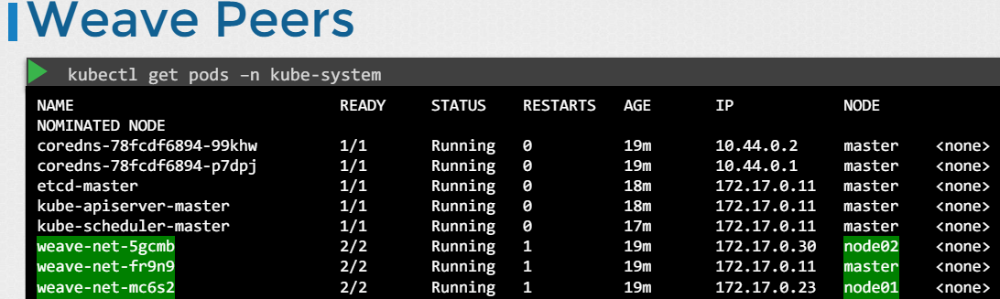 Weave Peers
kubectl get pods –n kube-system
NAME READY STATUS RESTARTS AGE IP NODE
NOMINATED NODE
coredns-78fcdf6894-99khw 1/1 Running 0 19m 10.44.0.2 master <none>
coredns-78fcdf6894-p7dpj 1/1 Running 0 19m 10.44.0.1 master <none>
etcd-master 1/1 Running 0 18m 172.17.0.11 master <none>
kube-apiserver-master 1/1 Running 0 18m 172.17.0.11 master <none>
kube-scheduler-master 1/1 Running 0 17m 172.17.0.11 master <none>
weave-net-5gcmb 2/2 Running 1 19m 172.17.0.30 node02 <none>
weave-net-fr9n9 2/2 Running 1 19m 172.17.0.11 master <none>
weave-net-mc6s2 2/2 Running 1 19m 172.17.0.23 node01 <none>